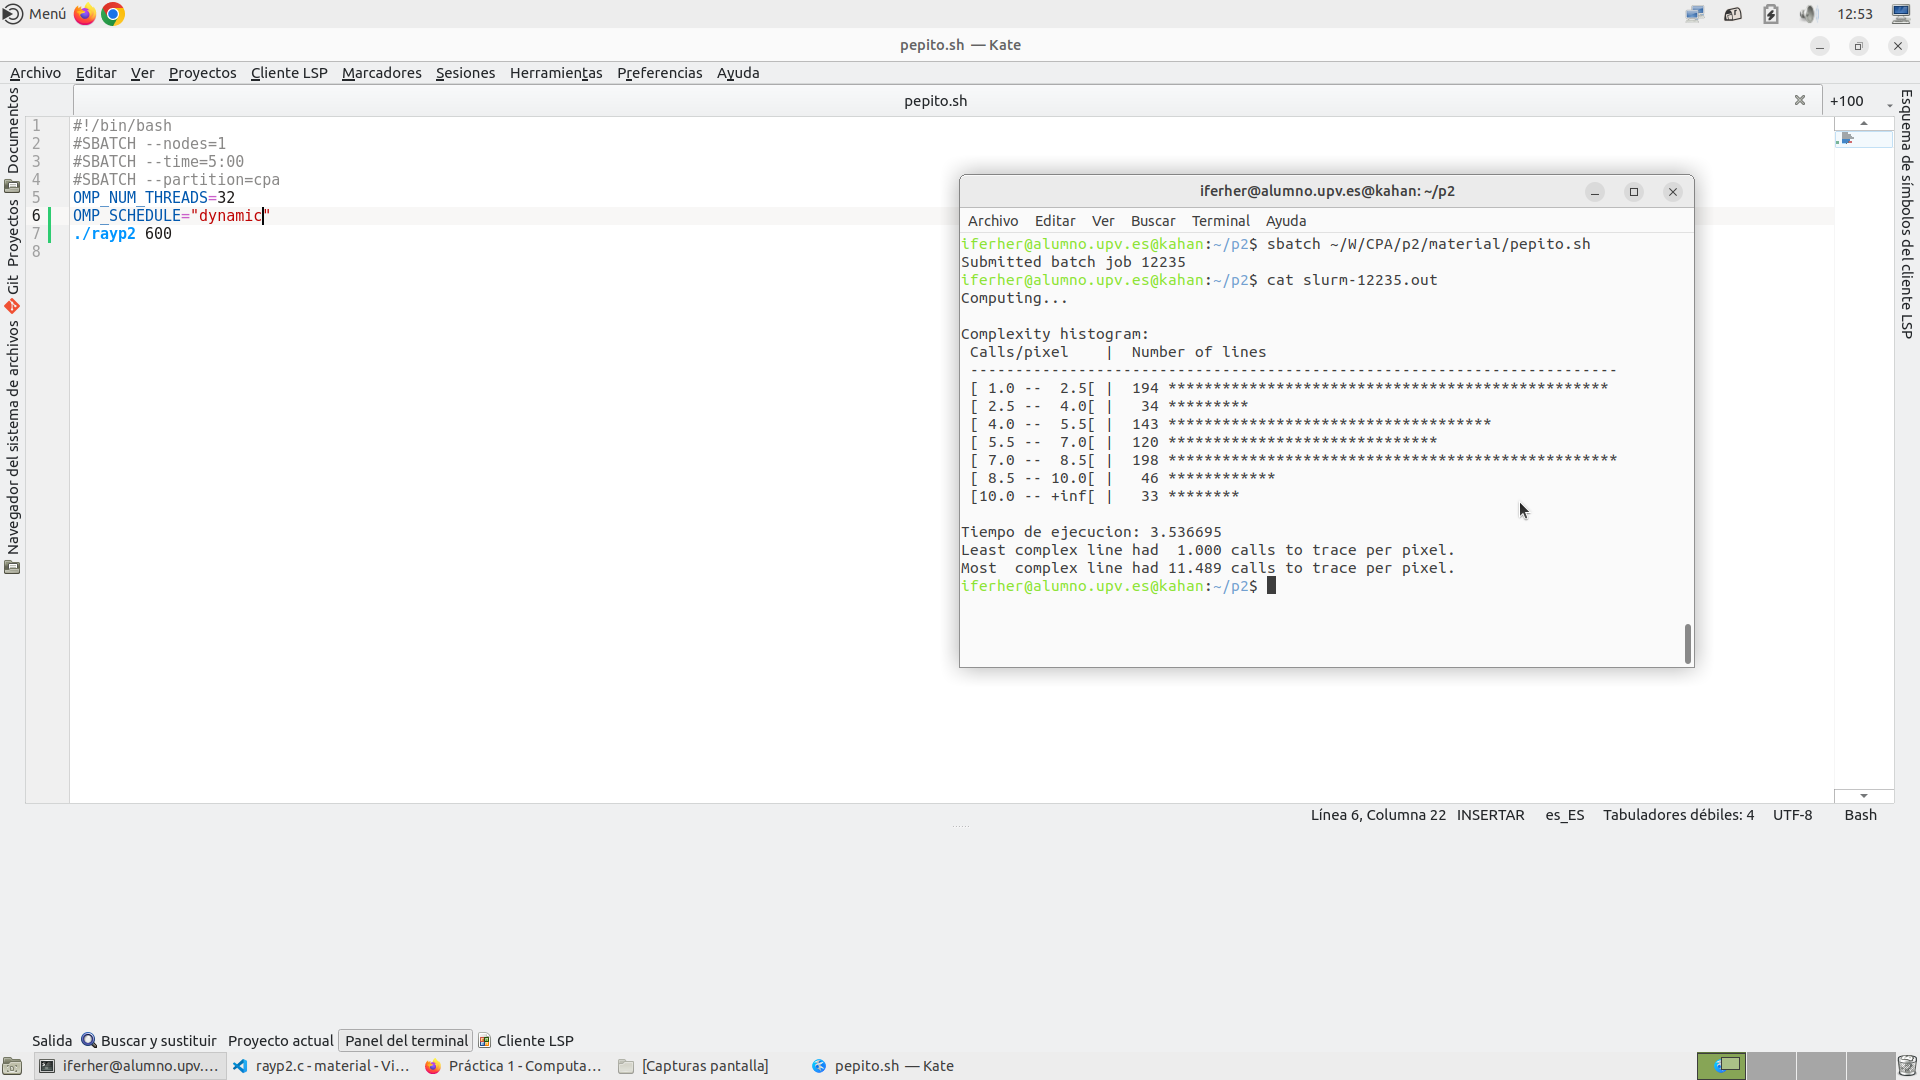 Menú
12:53
pepito.sh — Kate
Archivo Editar Ver Proyectos Cliente LSP Marcadores Sesiones Herramientas Preferencias Ayuda
pepito.sh
+100
Documentos
Proyectos
Git
Navegador del sistema de archivos
Esquema de símbolos del cliente LSP
1 #!/bin/bash
2 #SBATCH --nodes=1
3 #SBATCH --time=5:00
4 #SBATCH --partition=cpa
5 OMP_NUM_THREADS=32
6 OMP_SCHEDULE="dynamic"
7 ./rayp2 600
8
iferher@alumno.upv.es@kahan: ~/p2
Archivo Editar Ver Buscar Terminal Ayuda
iferher@alumno.upv.es@kahan:~/p2$ sbatch ~/W/CPA/p2/material/pepito.sh
Submitted batch job 12235
iferher@alumno.upv.es@kahan:~/p2$ cat slurm-12235.out
Computing...
Complexity histogram:
 Calls/pixel    |  Number of lines
 ------------------------------------------------------------------------
 [ 1.0 --  2.5[ |  194 *************************************************
 [ 2.5 --  4.0[ |   34 *********
 [ 4.0 --  5.5[ |  143 ************************************
 [ 5.5 --  7.0[ |  120 ******************************
 [ 7.0 --  8.5[ |  198 **************************************************
 [ 8.5 -- 10.0[ |   46 ************
 [10.0 -- +inf[ |   33 ********
Tiempo de ejecucion: 3.536695
Least complex line had  1.000 calls to trace per pixel.
Most  complex line had 11.489 calls to trace per pixel.
iferher@alumno.upv.es@kahan:~/p2$
Línea 6, Columna 22 INSERTAR es_ES Tabuladores débiles: 4 UTF-8 Bash
Salida Buscar y sustituir Proyecto actual Panel del terminal Cliente LSP
iferher@alumno.upv.... rayp2.c - material - Vi... Práctica 1 - Computa... [Capturas pantalla] pepito.sh — Kate